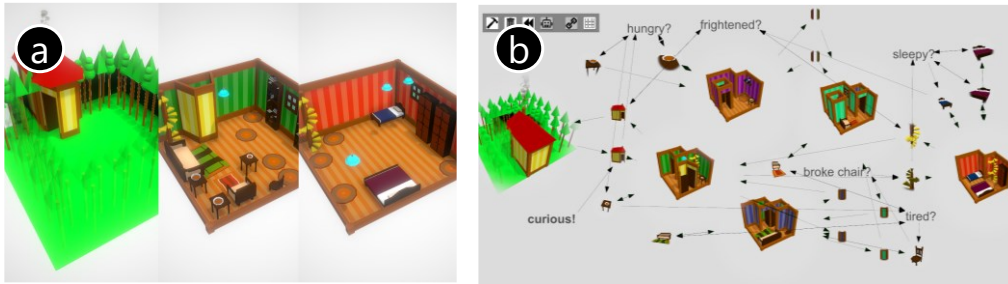 a
b
hungry?
frightened?
sleepy?
broke chair?
curious!
tired?